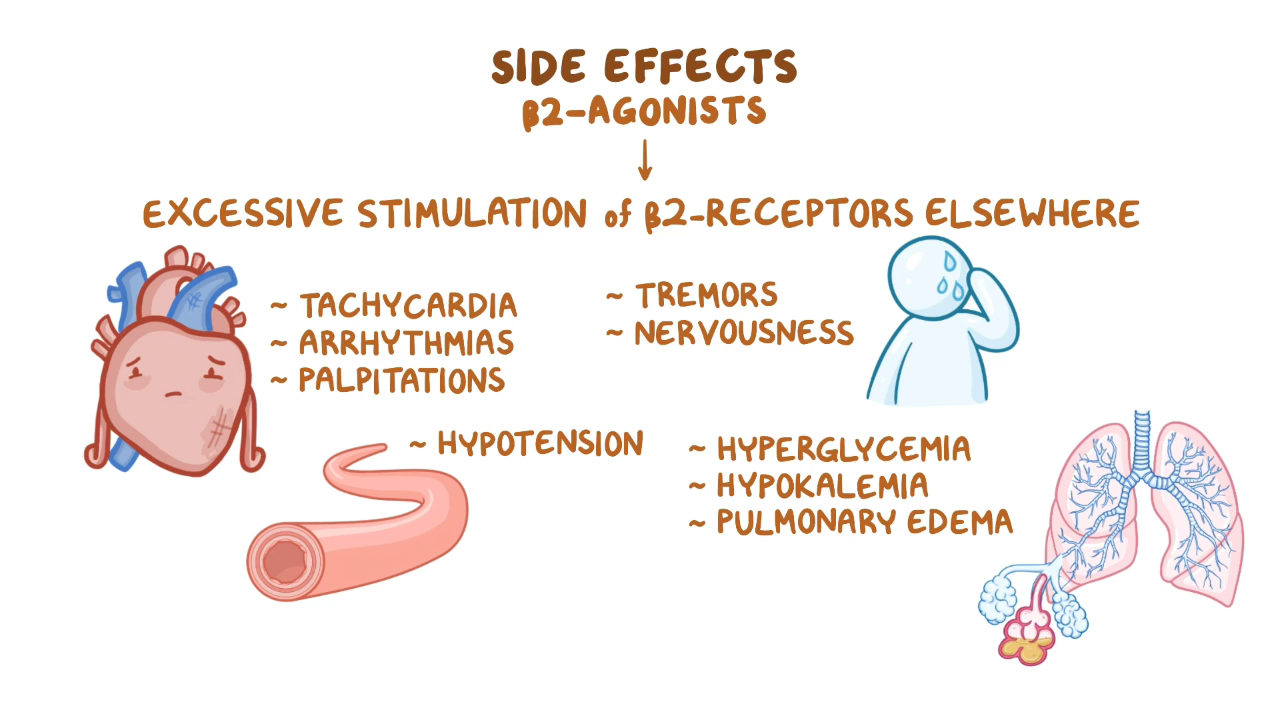 SIDE EFFECTS
β2-AGONISTS
EXCESSIVE STIMULATION of β2-RECEPTORS ELSEWHERE
~ TACHYCARDIA
~ ARRHYTHMIAS
~ PALPITATIONS
~ TREMORS
~ NERVOUSNESS
~ HYPOTENSION
~ HYPERGLYCEMIA
~ HYPOKALEMIA
~ PULMONARY EDEMA